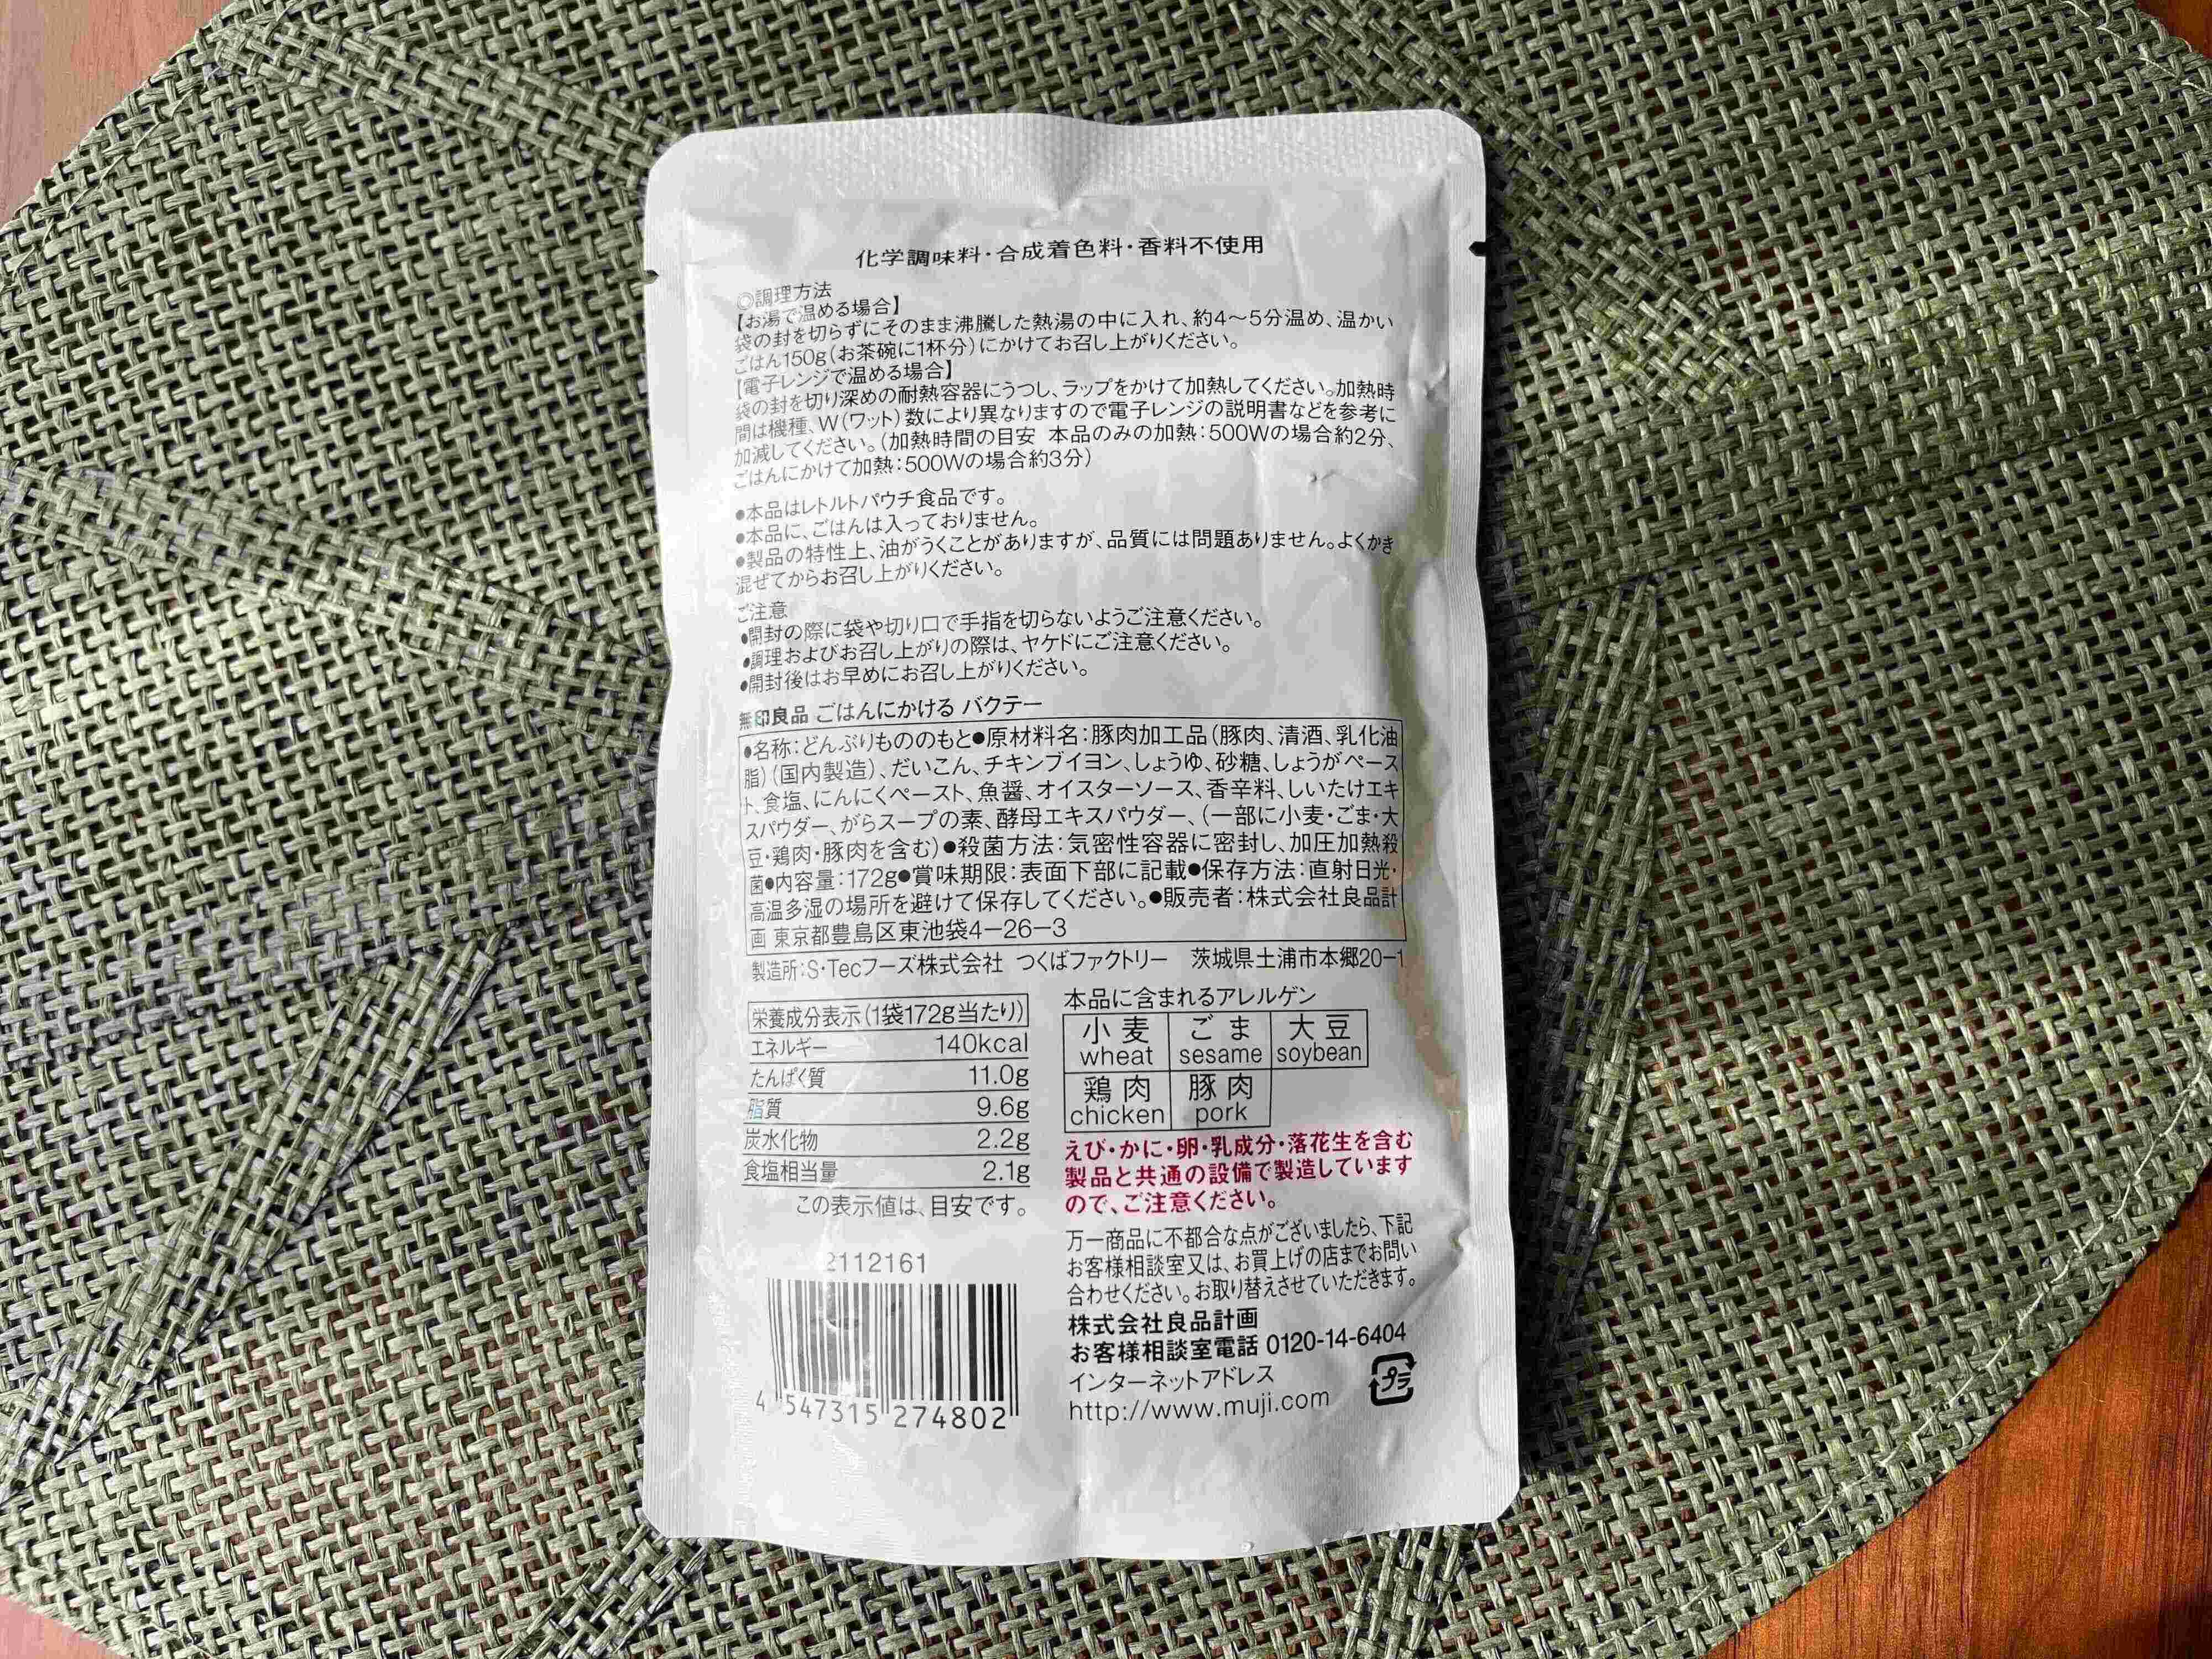 化学調味料・合成着色料・香料不使用
◎調理方法
【お湯で温める場合】
袋の封を切らずにそのまま沸騰した熱湯の中に入れ、約4～5分温め、温かい
ごはん150g(お茶碗に1杯分)にかけてお召し上がりください。
【電子レンジで温める場合】
袋の封を切り深めの耐熱容器にうつし、ラップをかけて加熱してください。加熱時
間は機種、W(ワット)数により異なりますので電子レンジの説明書などを参考に
加減してください。(加熱時間の目安 本品のみの加熱:500Wの場合約2分、
ごはんにかけて加熱:500Wの場合約3分)
●本品はレトルトパウチ食品です。
●本品に、ごはんは入っておりません。
●製品の特性上、油がうくことがありますが、品質には問題ありません。よくかき
混ぜてからお召し上がりください。
ご注意
●開封の際に袋や切り口で手指を切らないようご注意ください。
●調理およびお召し上がりの際は、ヤケドにご注意ください。
●開封後はお早めにお召し上がりください。
無印良品 ごはんにかける バクテー
●名称:どんぶりもののもと●原材料名:豚肉加工品(豚肉、清酒、乳化油
脂)(国内製造)、だいこん、チキンブイヨン、しょうゆ、砂糖、しょうがペース
ト、食塩、にんにくペースト、魚醤、オイスターソース、香辛料、しいたけエキ
スパウダー、がらスープの素、酵母エキスパウダー、(一部に小麦・ごま・大
豆・鶏肉・豚肉を含む)●殺菌方法:気密性容器に密封し、加圧加熱殺
菌●内容量:172g●賞味期限:表面下部に記載●保存方法:直射日光・
高温多湿の場所を避けて保存してください。●販売者:株式会社良品計
画 東京都豊島区東池袋4-26-3
製造所:S・Tecフーズ株式会社 つくばファクトリー 茨城県土浦市本郷20-1
栄養成分表示(1袋172g当たり)
エネルギー 140kcal
たんぱく質 11.0g
脂質 9.6g
炭水化物 2.2g
食塩相当量 2.1g
この表示値は、目安です。
2112161
4 547315 274802
本品に含まれるアレルゲン
小麦 ごま 大豆
wheat sesame soybean
鶏肉 豚肉
chicken pork
えび・かに・卵・乳成分・落花生を含む
製品と共通の設備で製造しています
ので、ご注意ください。
万一商品に不都合な点がございましたら、下記
お客様相談室又は、お買上げの店までお問い
合わせください。お取り替えさせていただきます。
株式会社良品計画
お客様相談室電話 0120-14-6404
インターネットアドレス
http://www.muji.com
プラ